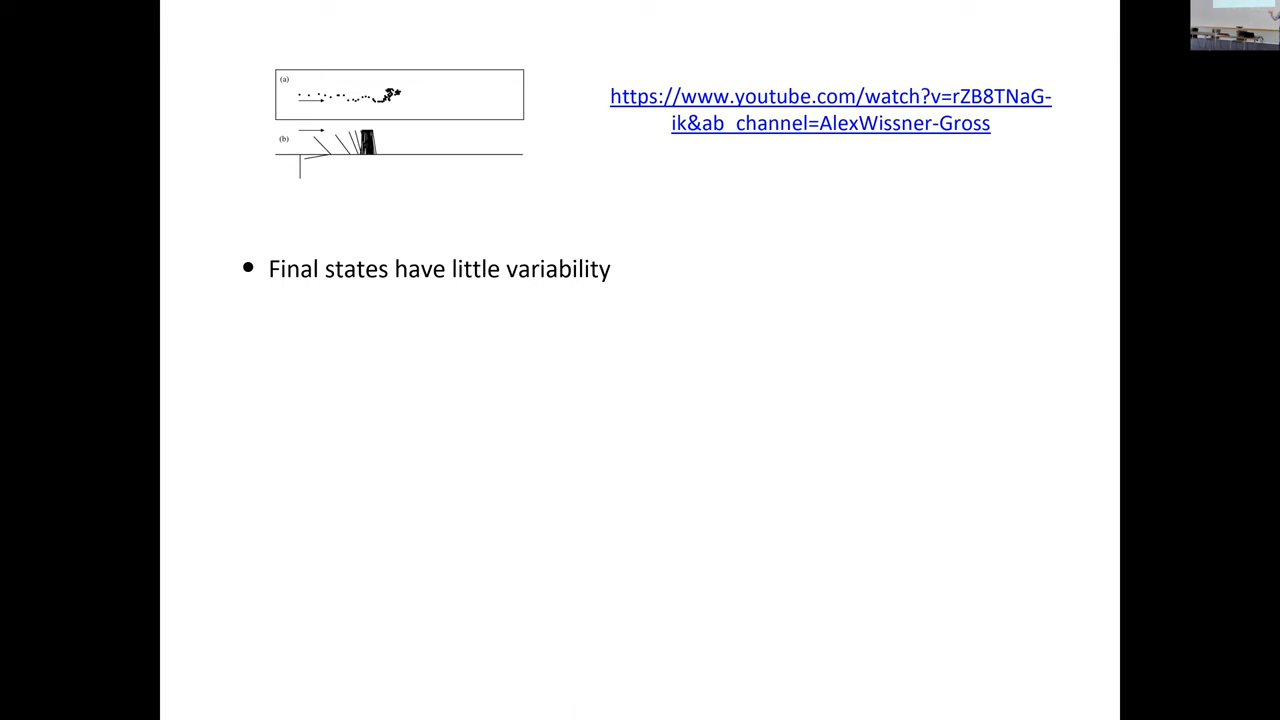 (a)
(b)
https://www.youtube.com/watch?v=rZB8TNaG-
ik&ab_channel=AlexWissner-Gross
• Final states have little variability